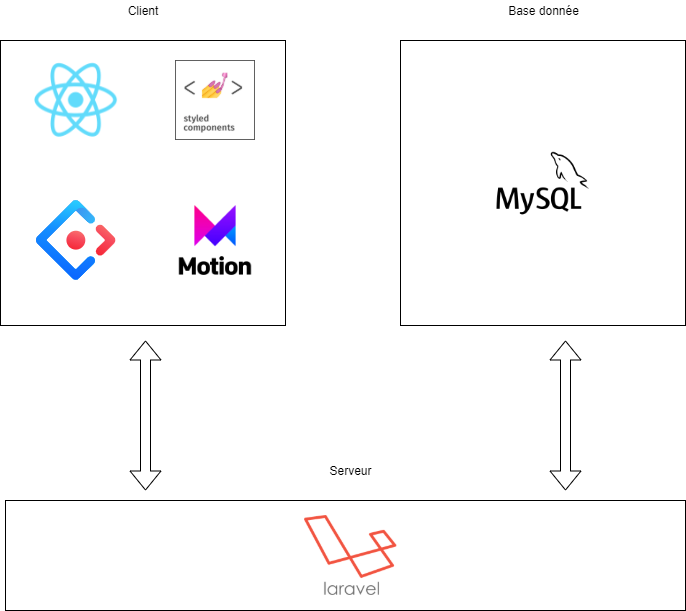 Client
Base donnée
< >
styled
components
Motion
MySQL
Serveur
laravel